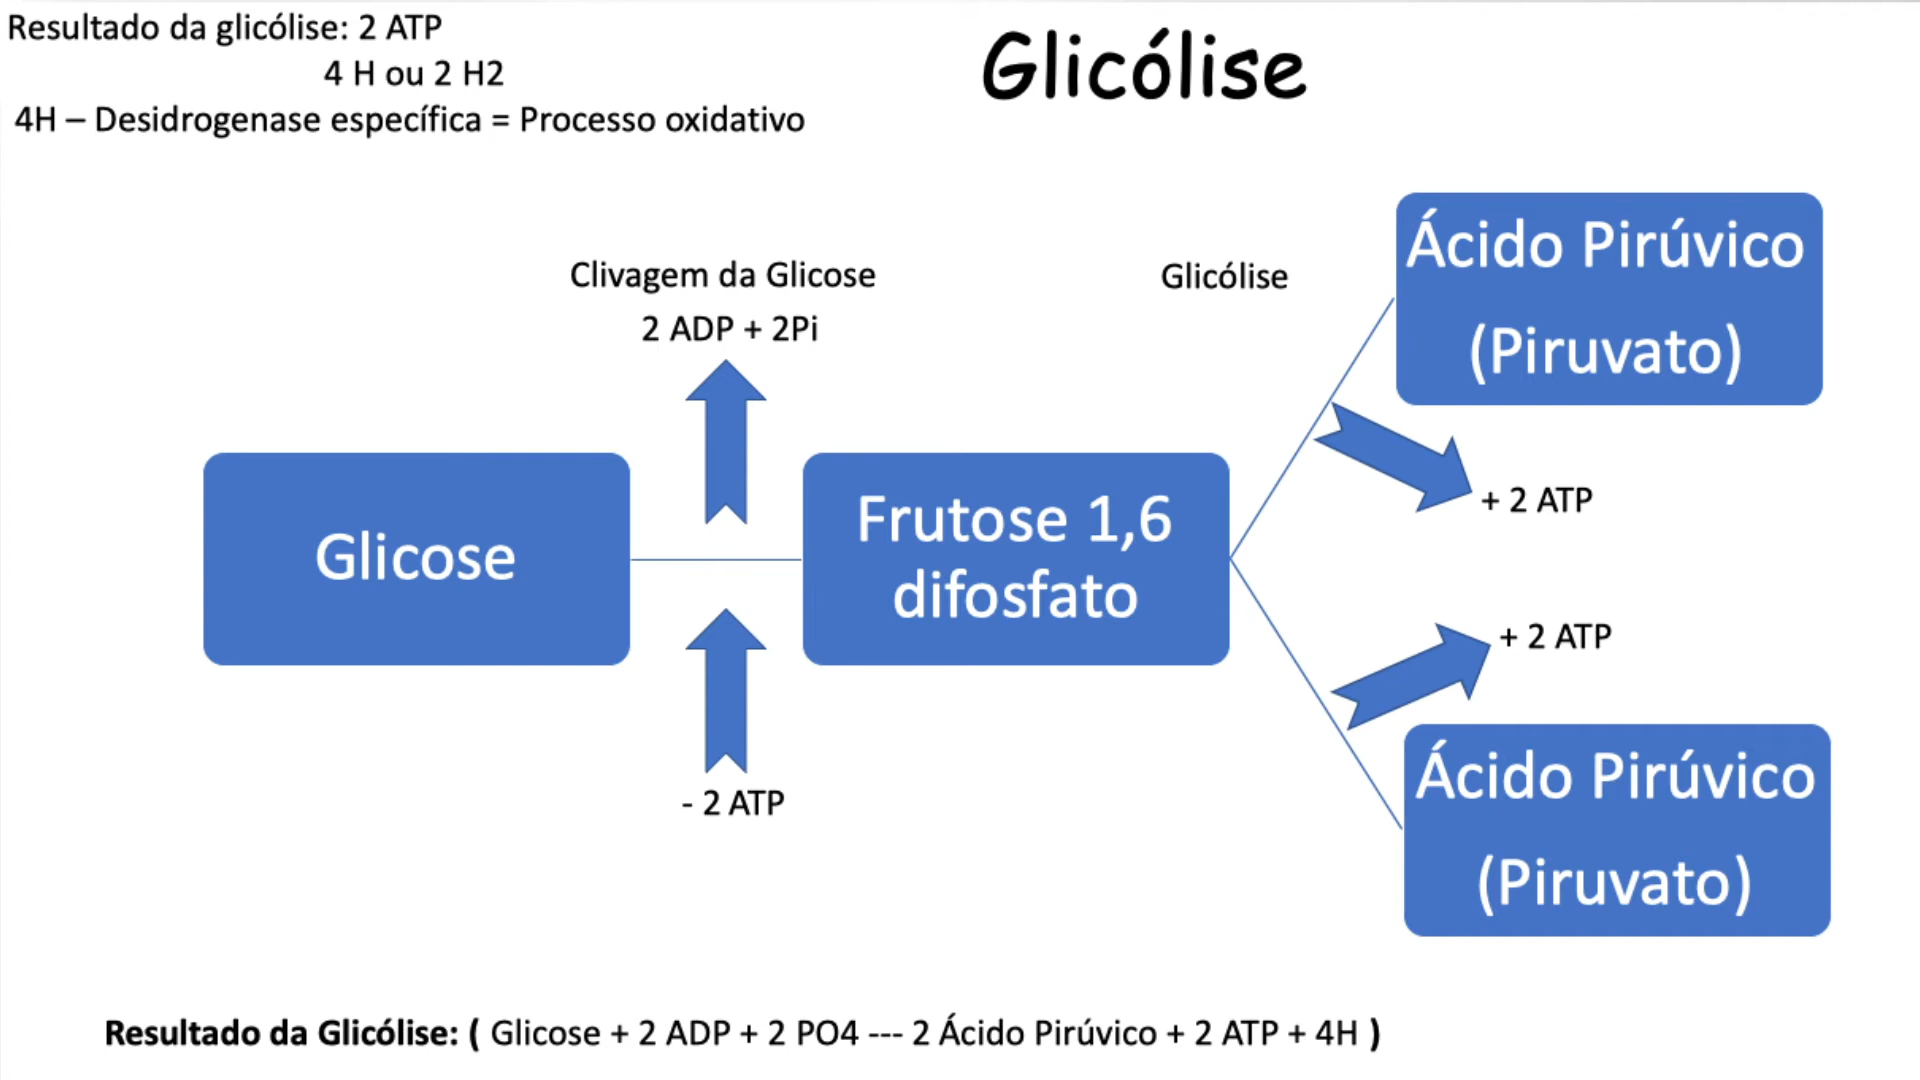 Resultado da glicólise: 2 ATP
4 H ou 2 H2
4H – Desidrogenase específica = Processo oxidativo
Glicólise
Clivagem da Glicose
2 ADP + 2Pi
Glicólise
Ácido Pirúvico
(Piruvato)
+ 2 ATP
Glicose
Frutose 1,6
difosfato
+ 2 ATP
- 2 ATP
Ácido Pirúvico
(Piruvato)
Resultado da Glicólise: ( Glicose + 2 ADP + 2 PO4 --- 2 Ácido Pirúvico + 2 ATP + 4H )